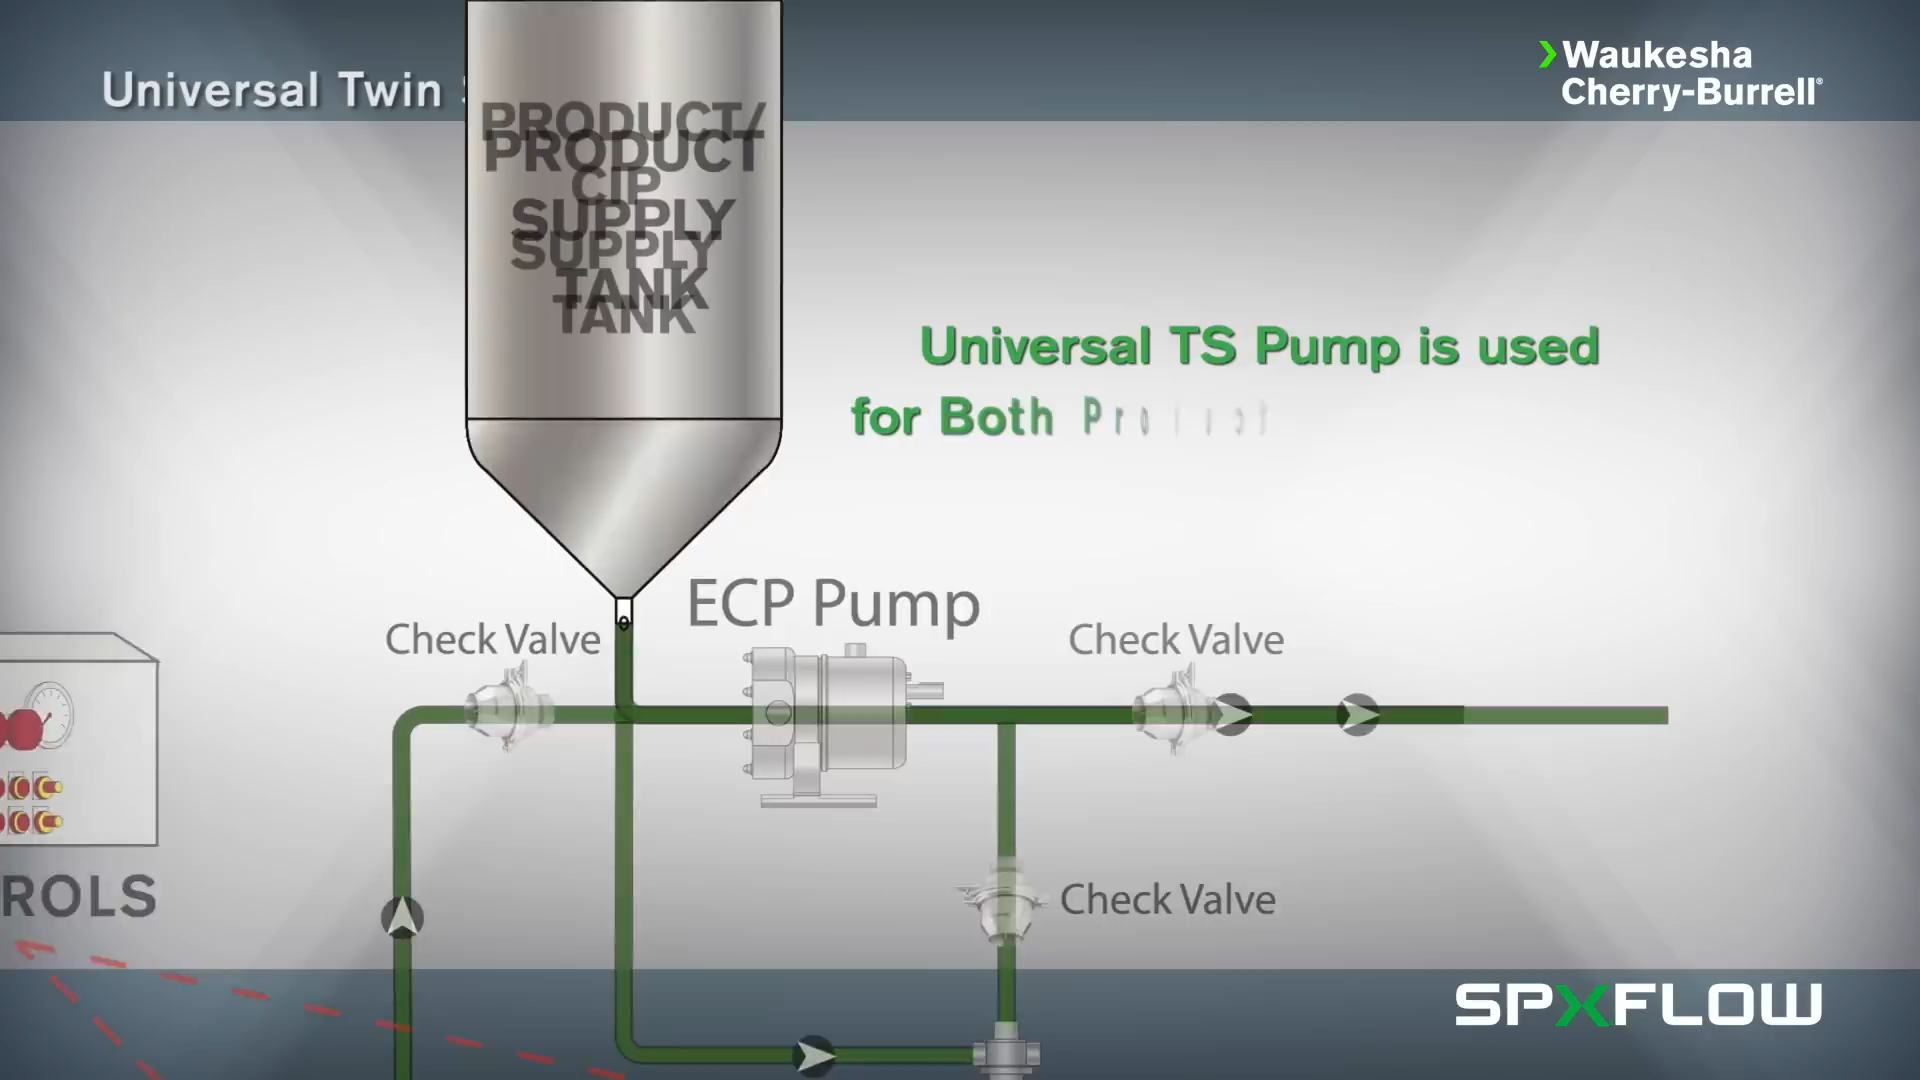 Universal Twin
Waukesha
Cherry-Burrell®
PRODUCT/
PRODUCT
CIP
SUPPLY
SUPPLY
TANK
TANK
Universal TS Pump is used
for Both
ECP Pump
Check Valve
Check Valve
ROLS
Check Valve
SPXFLOW